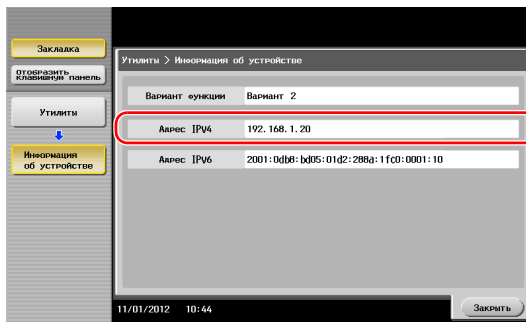 Закладка
Отобразить
клавишную панель
Утилиты
Информация
об устройстве
Утилиты > Информация об устройстве
Вариант функции
Вариант 2
Адрес IPv4
192.168.1.20
Адрес IPv6
2001:0db8:bd05:01d2:288a:1fc0:0001:10
11/01/2012 10:44
Закрыть